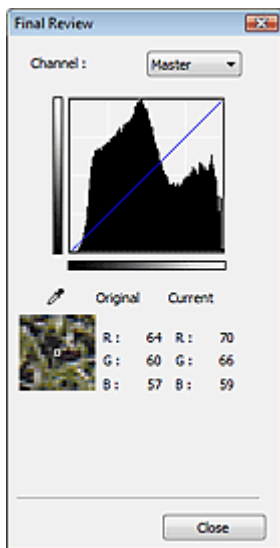 Final Review
Channel : Master
Original Current
R : 64 R : 70
G : 60 G : 66
B : 57 B : 59
Close